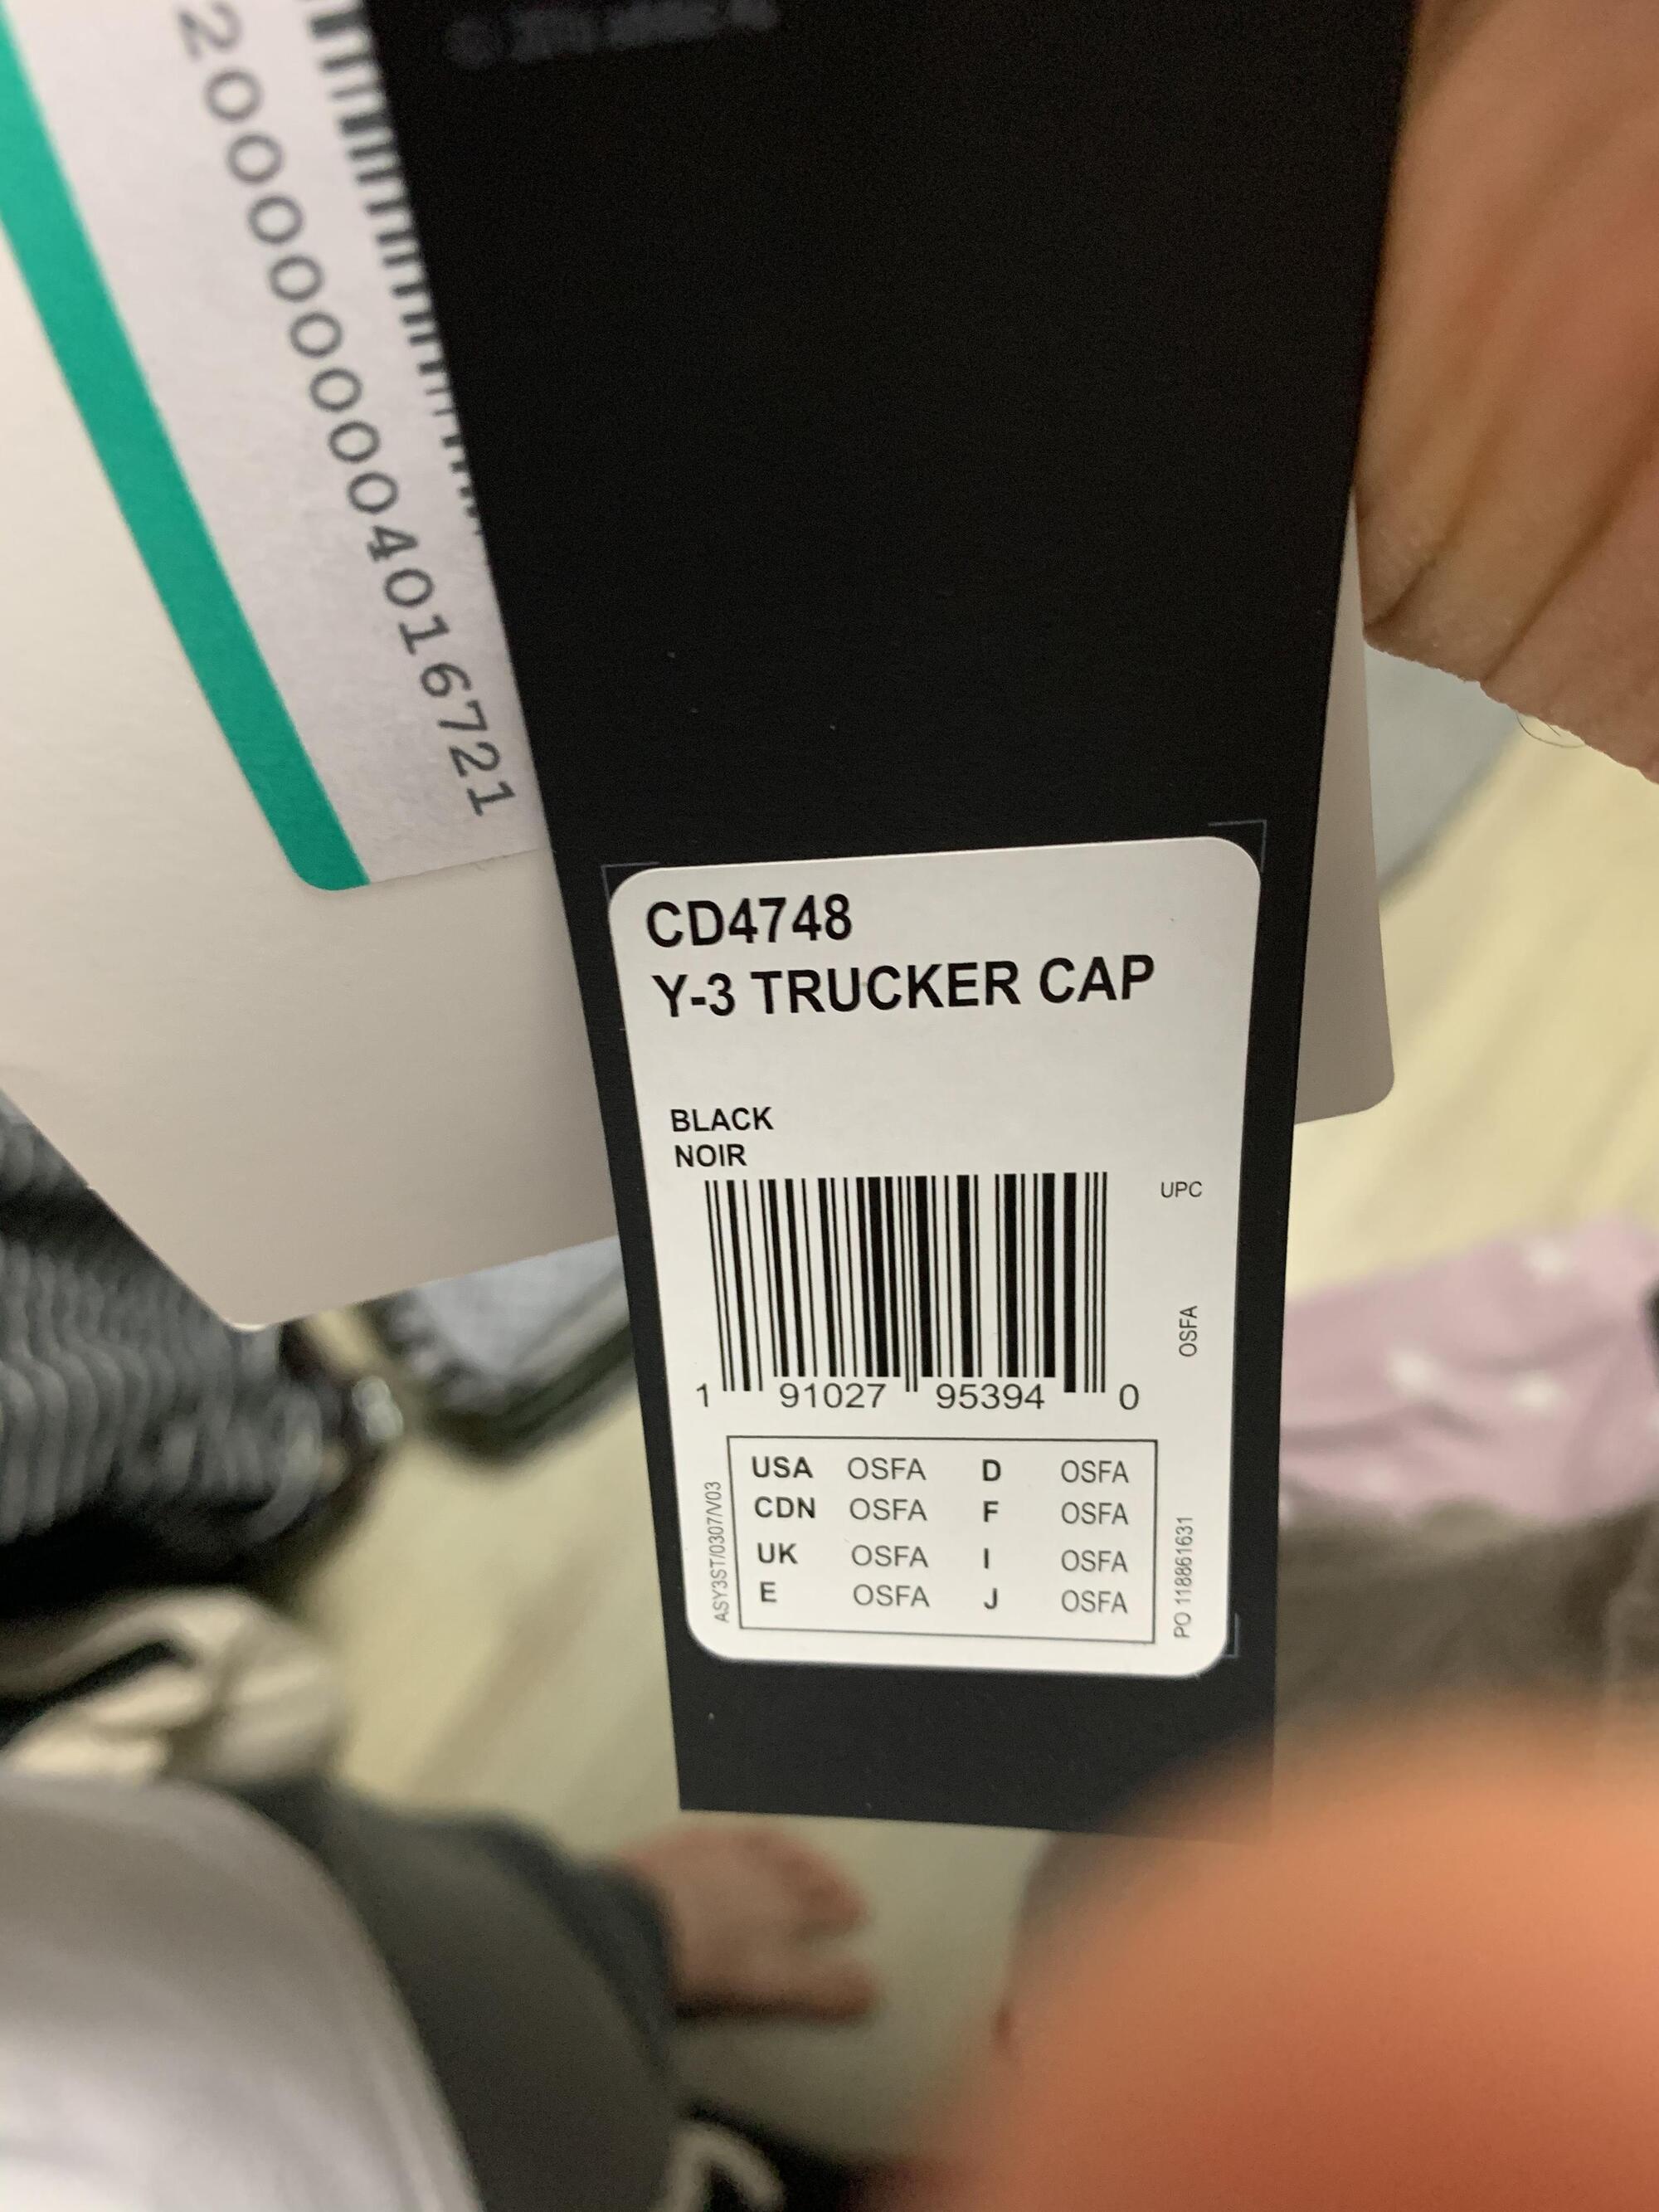 2000000004016721
CD4748
Y-3 TRUCKER CAP
BLACK
NOIR
UPC
OSFA
1 91027 95394 0
USA OSFA D OSFA
CDN OSFA F OSFA
UK OSFA I OSFA
E OSFA J OSFA
ASY3ST/0307/V03
PO 118861631